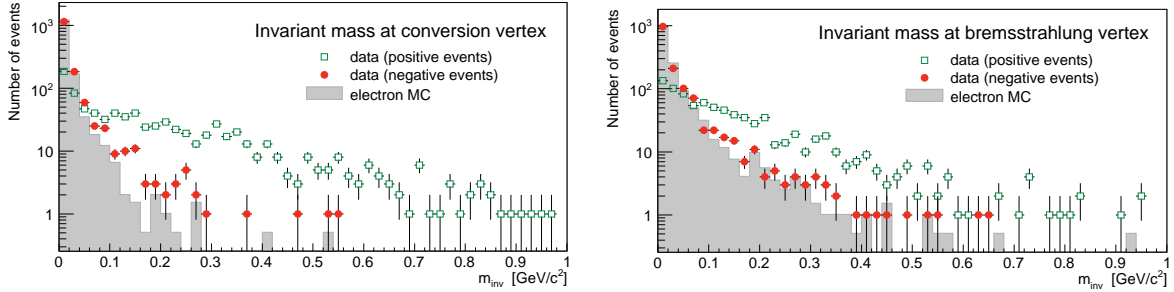 Invariant mass at conversion vertex
data (positive events)
data (negative events)
electron MC
Number of events
10³
10²
10
1
0 0.1 0.2 0.3 0.4 0.5 0.6 0.7 0.8 0.9 1
m_inv [GeV/c²]
Invariant mass at bremsstrahlung vertex
data (positive events)
data (negative events)
electron MC
Number of events
10³
10²
10
1
0 0.1 0.2 0.3 0.4 0.5 0.6 0.7 0.8 0.9 1
m_inv [GeV/c²]